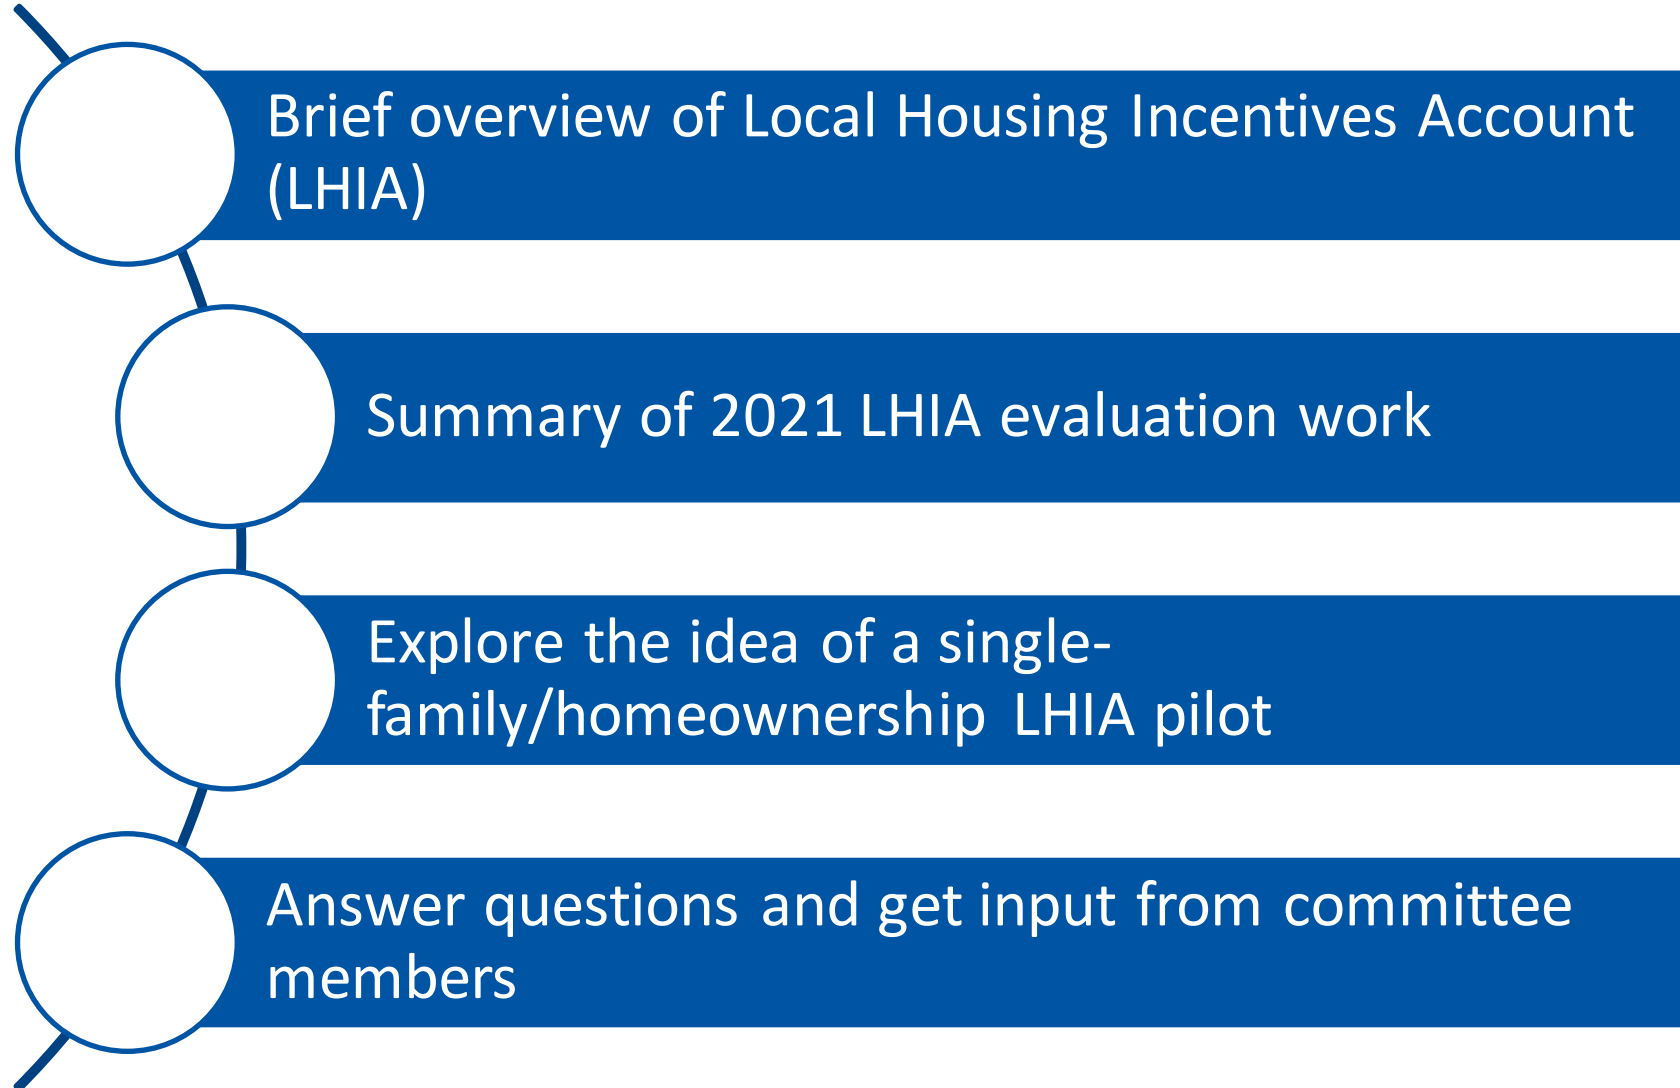 Brief overview of Local Housing Incentives Account
(LHIA)
Summary of 2021 LHIA evaluation work
Explore the idea of a single-
family/homeownership LHIA pilot
Answer questions and get input from committee
members